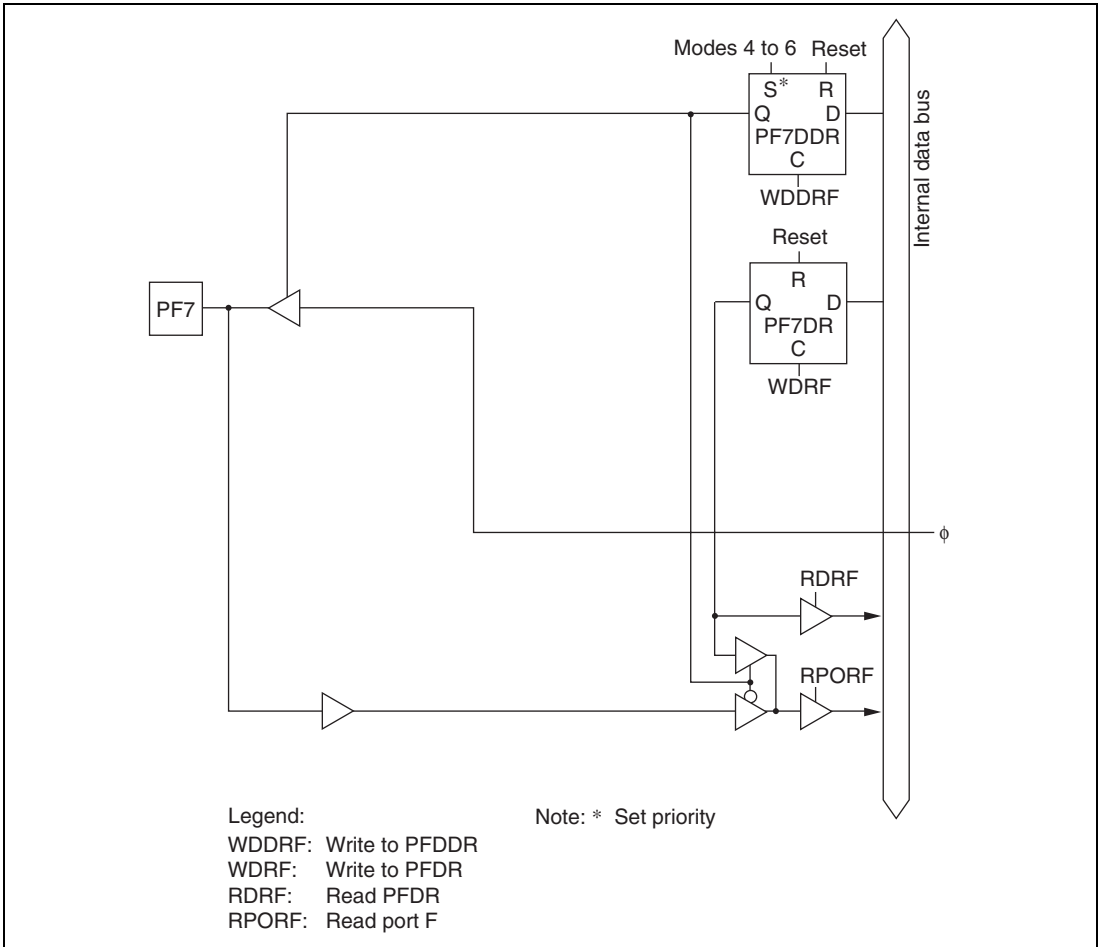 Modes 4 to 6 Reset
S* R
Q D
PF7DDR
C
WDDRF
Internal data bus
Reset
R
Q D
PF7DR
C
WDRF
PF7
ϕ
RDRF
RPORF
Legend:
WDDRF: Write to PFDDR
WDRF: Write to PFDR
RDRF: Read PFDR
RPORF: Read port F
Note: * Set priority